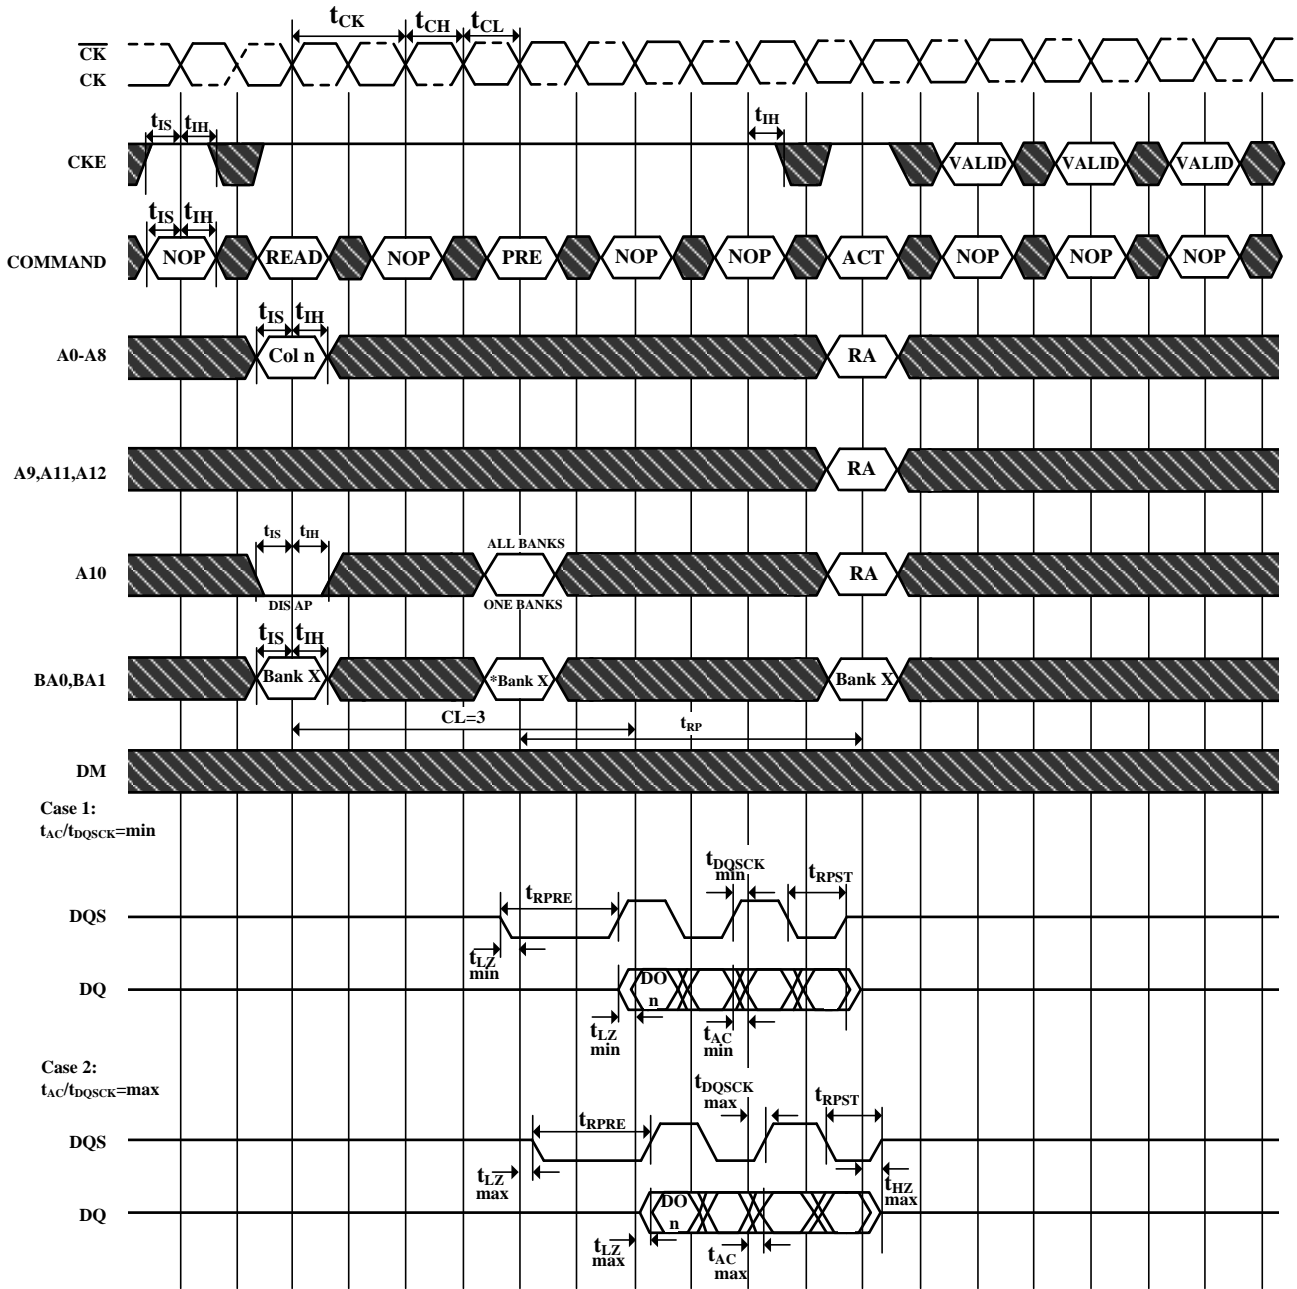 tCK tCH tCL
CK
CK
tIS tIH tIH
CKE VALID VALID VALID
tIS tIH
COMMAND NOP READ NOP PRE NOP NOP ACT NOP NOP NOP
tIS tIH
A0-A8 Col n RA
A9,A11,A12 RA
tIS tIH ALL BANKS
A10 RA
DIS AP ONE BANKS
tIS tIH
BA0,BA1 Bank X *Bank X Bank X
CL=3 tRP
DM
Case 1:
tAC/tDQSCK=min
tDQSCK min tRPST
tRPRE
DQS
tLZ min
DQ DO n
tLZ min tAC min
Case 2:
tAC/tDQSCK=max
tDQSCK max tRPST
tRPRE
DQS
tLZ max tHZ max
DQ DO n
tLZ max tAC max